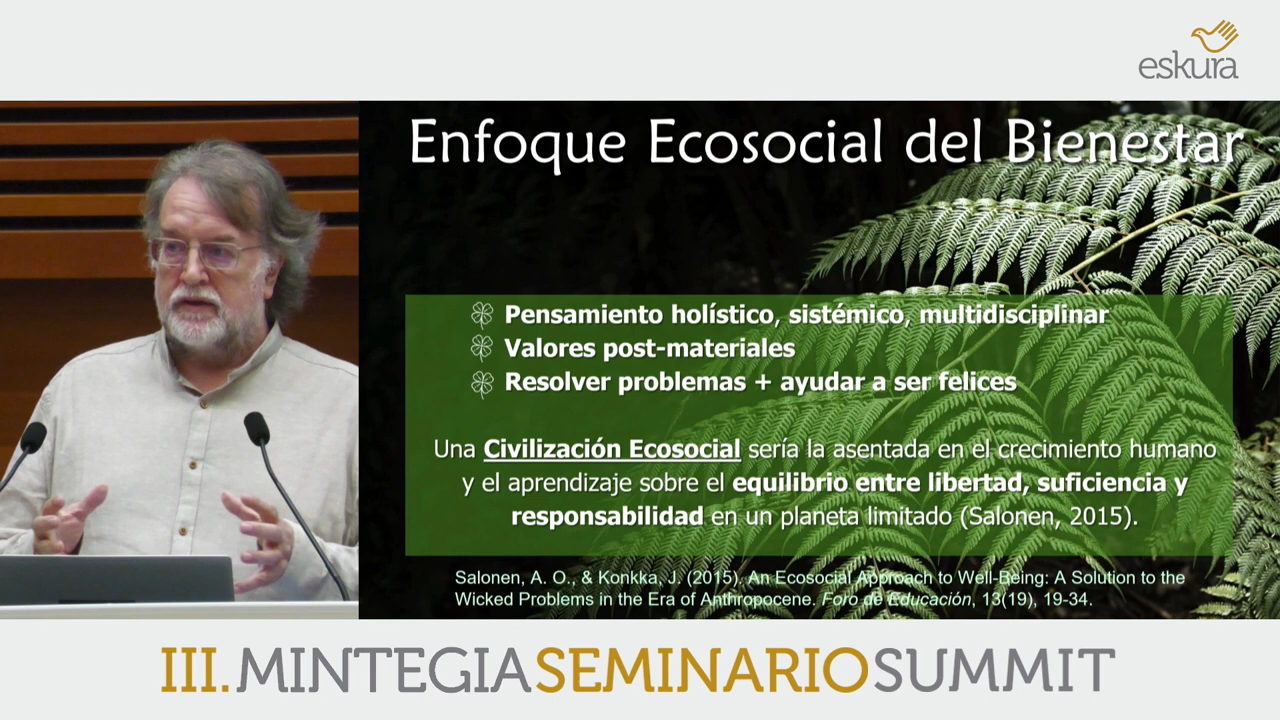 eskura
Enfoque Ecosocial del Bienestar
Pensamiento holístico, sistémico, multidisciplinar
Valores post-materiales
Resolver problemas + ayudar a ser felices
Una Civilización Ecosocial sería la asentada en el crecimiento humano
y el aprendizaje sobre el equilibrio entre libertad, suficiencia y
responsabilidad en un planeta limitado (Salonen, 2015).
Salonen, A. O., & Konkka, J. (2015). An Ecosocial Approach to Well-Being: A Solution to the
Wicked Problems in the Era of Anthropocene. Foro de Educación, 13(19), 19-34.
III. MINTEGIA SEMINARIO SUMMIT